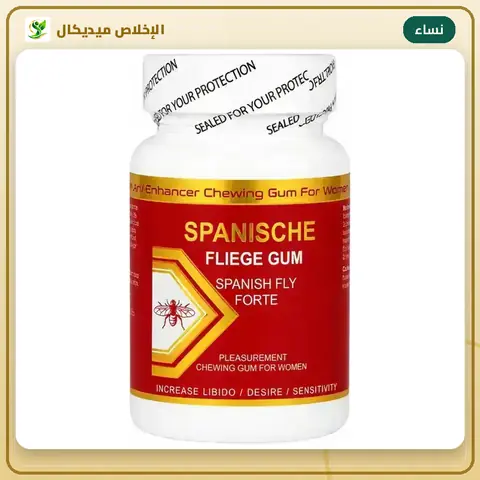 الإخلاص ميديكال
نساء
FOR YOUR PROTECTION
SEALED FOR YOUR PROTEC
SEALED
Enhancer Chewing Gum For Women
SPANISCHE
FLIEGE GUM
SPANISH FLY
FORTE
PLEASUREMENT
CHEWING GUM FOR WOMEN
INCREASE LIBIDO / DESIRE / SENSITIVITY